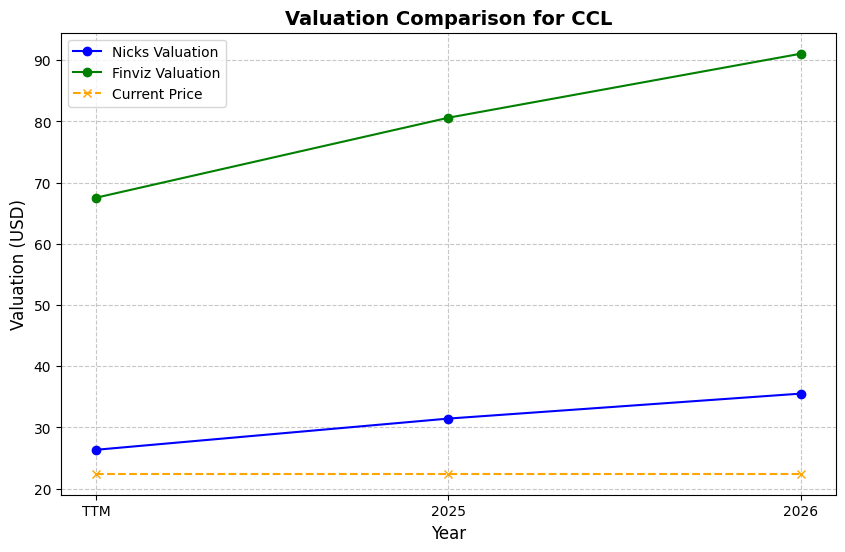 Valuation Comparison for CCL
Nicks Valuation
Finviz Valuation
Current Price
Valuation (USD)
90
80
70
60
50
40
30
20
TTM
2025
2026
Year